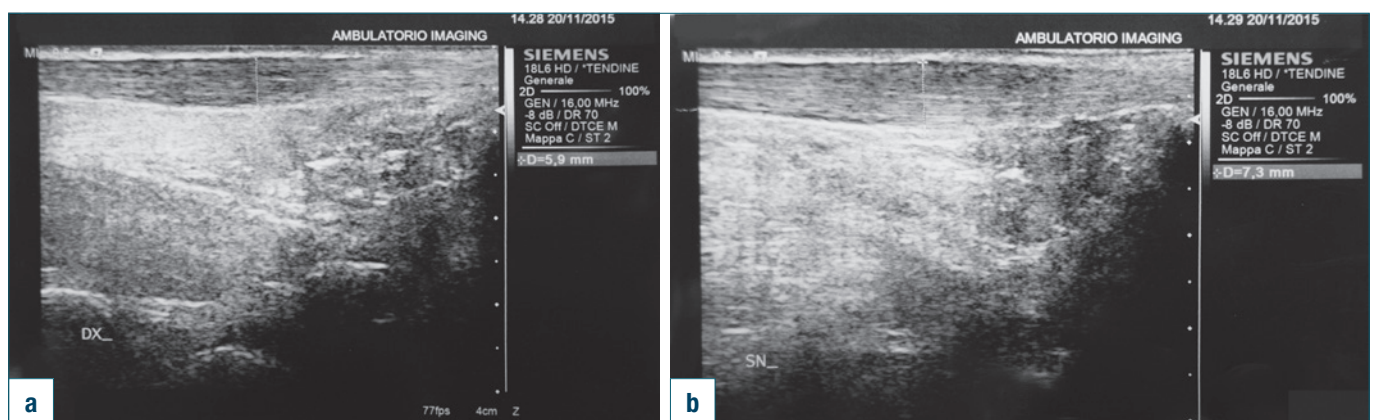 14.28 20/11/2015
AMBULATORIO IMAGING
SIEMENS
18L6 HD / *TENDINE
Generale
2D 100%
GEN / 16,00 MHz
-8 dB / DR 70
SC Off / DTCE M
Mappa C / ST 2
D=5,9 mm
DX_
77fps 4cm Z
a
14.29 20/11/2015
AMBULATORIO IMAGING
SIEMENS
18L6 HD / *TENDINE
Generale
2D 100%
GEN / 16,00 MHz
-8 dB / DR 70
SC Off / DTCE M
Mappa C / ST 2
D=7,3 mm
SN_
b